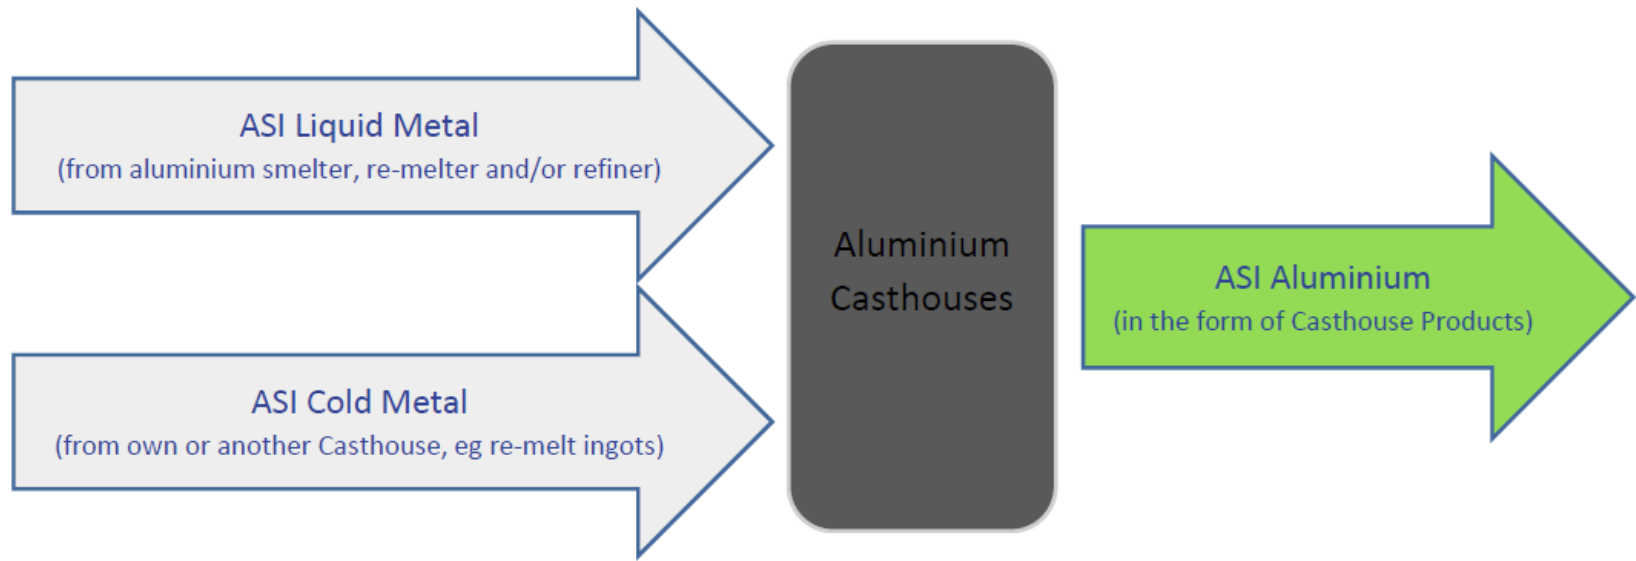 ASI Liquid Metal
(from aluminium smelter, re-melter and/or refiner)
ASI Cold Metal
(from own or another Casthouse, eg re-melt ingots)
Aluminium
Casthouses
ASI Aluminium
(in the form of Casthouse Products)